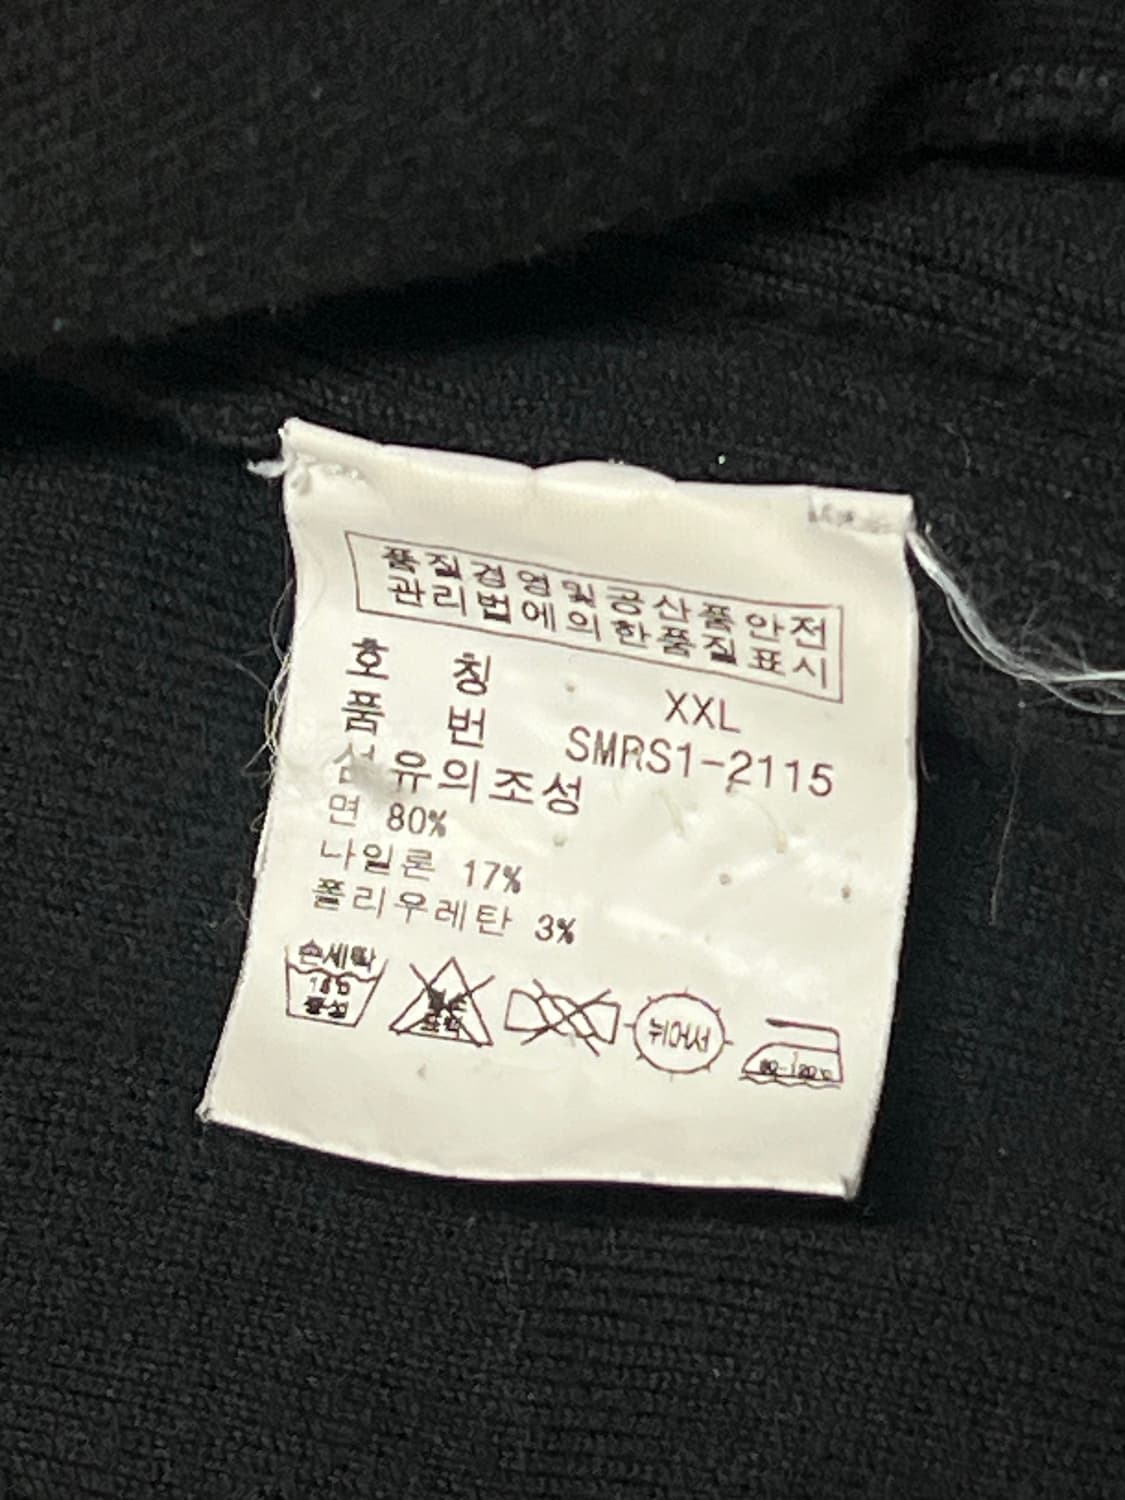 품질경영및공산품안전
관리법에의한품질표시
호 칭 XXL
품 번 SMRS1-2115
섬유의조성
면 80%
나일론 17%
폴리우레탄 3%
손세탁
중성
뉘어서